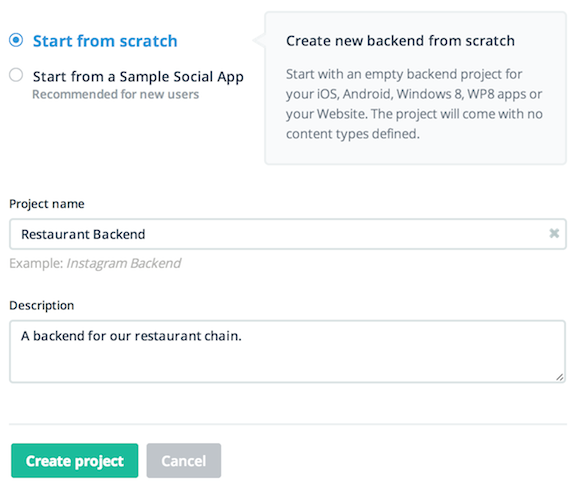 Start from scratch
Start from a Sample Social App
Recommended for new users
Create new backend from scratch
Start with an empty backend project for
your iOS, Android, Windows 8, WP8 apps or
your Website. The project will come with no
content types defined.
Project name
Restaurant Backend
Example: Instagram Backend
Description
A backend for our restaurant chain.
Create project
Cancel